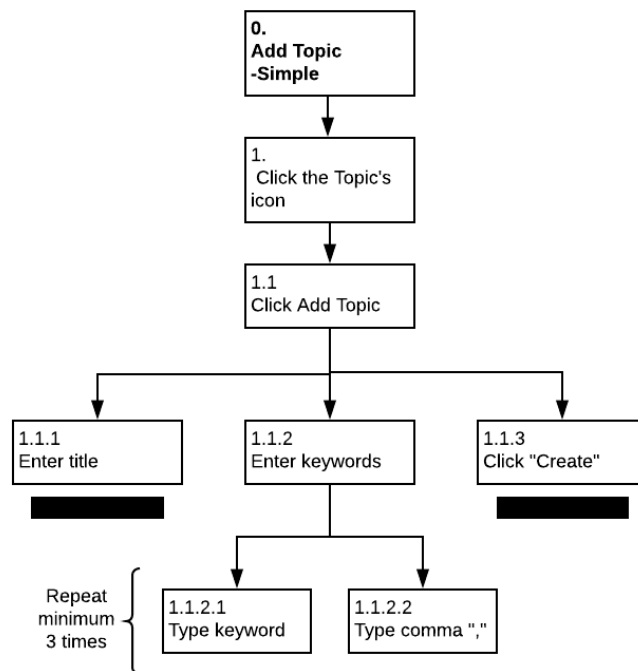 0.
Add Topic
-Simple
1.
Click the Topic's
icon
1.1
Click Add Topic
1.1.1
Enter title
1.1.2
Enter keywords
1.1.3
Click "Create"
Repeat
minimum
3 times
1.1.2.1
Type keyword
1.1.2.2
Type comma ","